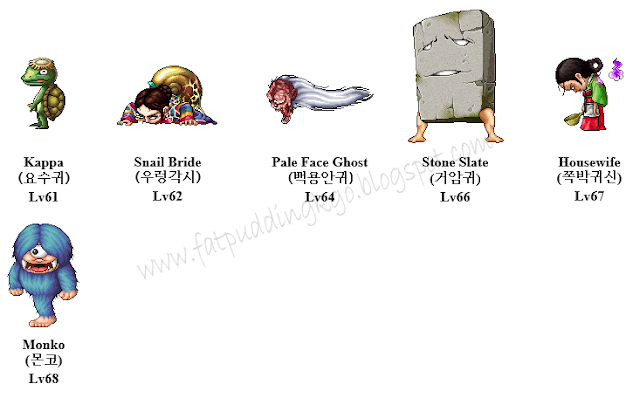 Kappa
(요수귀)
Lv61
Snail Bride
(우렁각시)
Lv62
Pale Face Ghost
(백용안귀)
Lv64
Stone Slate
(거암귀)
Lv66
Housewife
(쪽박귀신)
Lv67
Monko
(몬코)
Lv68
www.fatpuddingkgo.blogspot.com